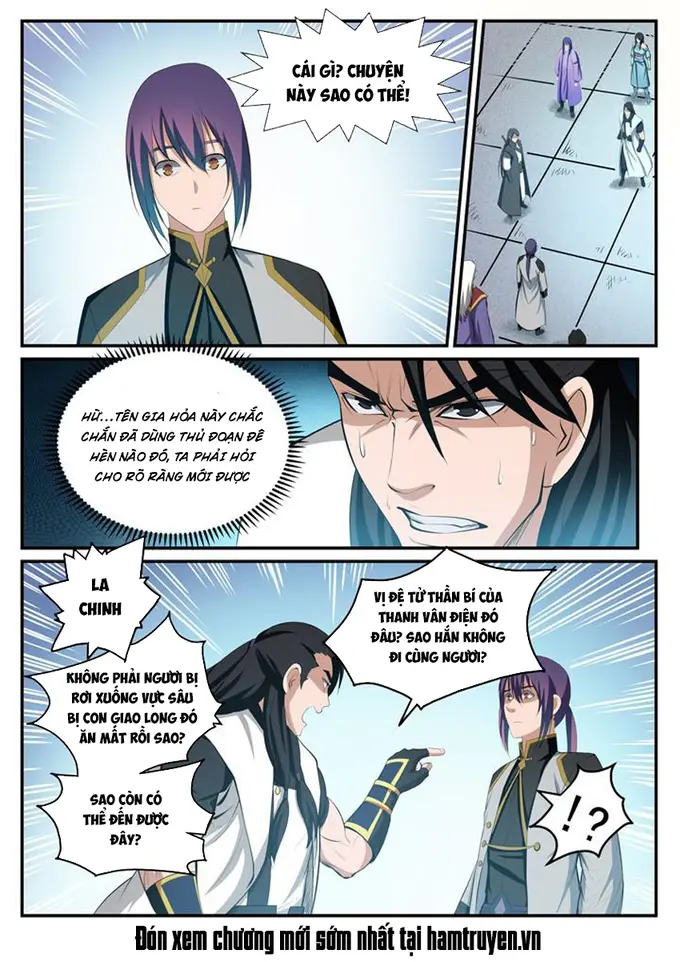 CÁI GÌ? CHUYỆN
NÀY SAO CÓ THỂ!
HỪ...TÊN GIA HỎA NÀY CHẮC
CHẮN ĐÃ DÙNG THỦ ĐOẠN ĐÊ
HÈN NÀO ĐÓ, TA PHẢI HỎI
CHO RÕ RÀNG MỚI ĐƯỢC
LA
CHINH
KHÔNG PHẢI NGƯƠI BỊ
RƠI XUỐNG VỰC SÂU
BỊ CON GIAO LONG ĐÓ
ĂN MẤT RỒI SAO?
SAO CÒN CÓ
THỂ ĐẾN ĐƯỢC
ĐÂY?
VỊ ĐỆ TỬ THẦN BÍ CỦA
THANH VÂN ĐIỆN ĐÓ
ĐÂU? SAO HẮN KHÔNG
ĐI CÙNG NGƯƠI?
!?
Đón xem chương mới sớm nhất tại hamtruyen.vn